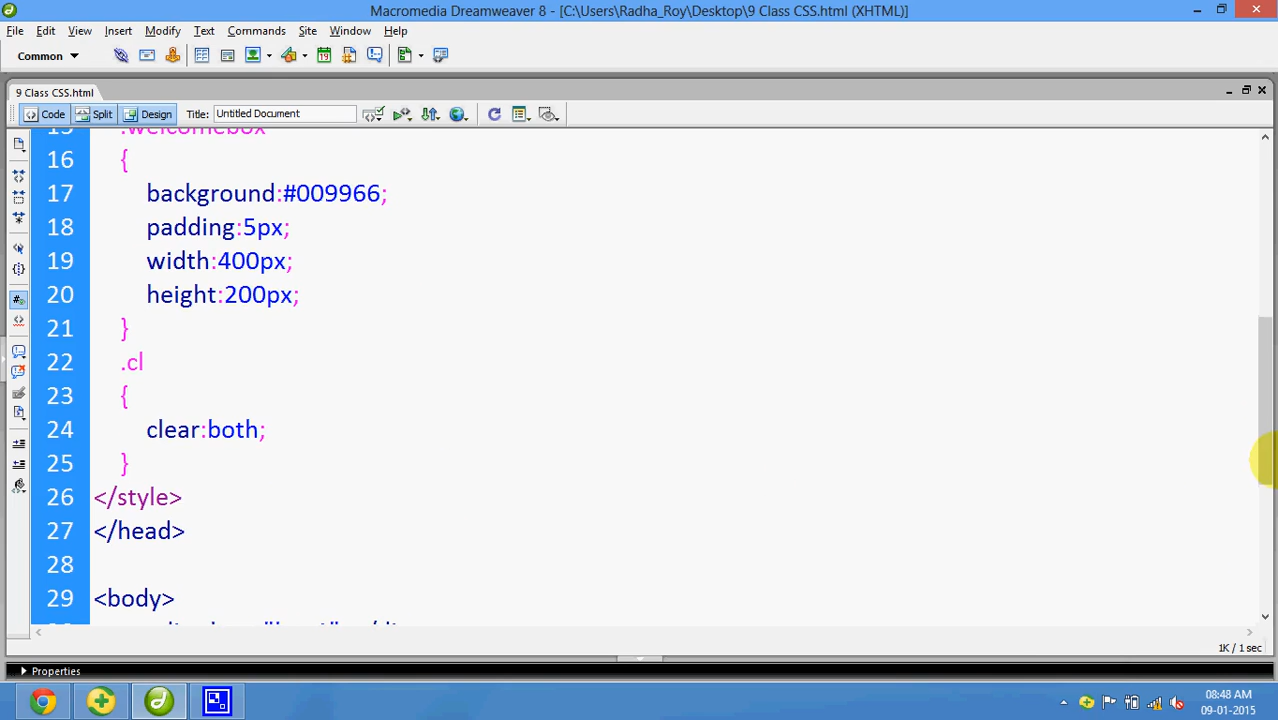 Macromedia Dreamweaver 8 - [C:\Users\Radha_Roy\Desktop\9 Class CSS.html (XHTML)]
File Edit View Insert Modify Text Commands Site Window Help
Common
9 Class CSS.html
Code Split Design Title: Untitled Document
15 .welcomebox
16 {
17 background:#009966;
18 padding:5px;
19 width:400px;
20 height:200px;
21 }
22 .cl
23 {
24 clear:both;
25 }
26 </style>
27 </head>
28
29 <body>
1K / 1 sec
Properties
08:48 AM
09-01-2015